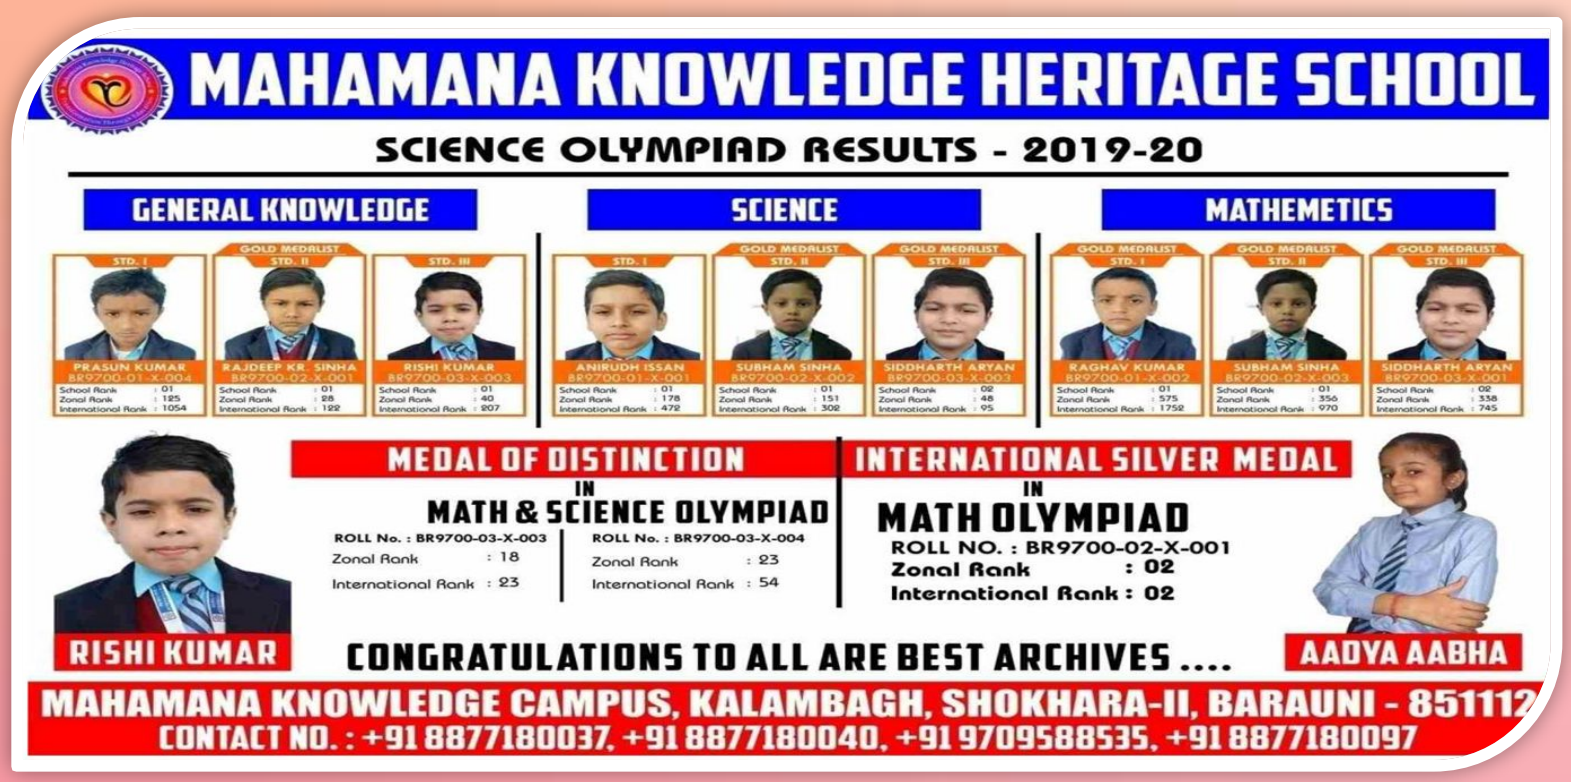 MAHAMANA KNOWLEDGE HERITAGE SCHOOL
SCIENCE OLYMPIAD RESULTS - 2019-20
GENERAL KNOWLEDGE
STD. I
PRASUN KUMAR
BR9700-01-X-004
School Rank : 01
Zonal Rank : 125
International Rank : 1054
GOLD MEDALIST
STD. II
RAJDEEP KR. SINHA
BR9700-02-X-001
School Rank : 01
Zonal Rank : 28
International Rank : 122
STD. III
RISHI KUMAR
BR9700-03-X-003
School Rank : 01
Zonal Rank : 40
International Rank : 207
SCIENCE
STD. I
ANIRUDH ISSAN
BR9700-01-X-001
School Rank : 01
Zonal Rank : 178
International Rank : 472
GOLD MEDALIST
STD. II
SUBHAM SINHA
BR9700-02-X-002
School Rank : 01
Zonal Rank : 151
International Rank : 302
GOLD MEDALIST
STD. III
SIDDHARTH ARYAN
BR9700-03-X-003
School Rank : 02
Zonal Rank : 48
International Rank : 95
MATHEMETICS
GOLD MEDALIST
STD. I
RAGHAV KUMAR
BR9700-01-X-002
School Rank : 01
Zonal Rank : 575
International Rank : 1752
GOLD MEDALIST
STD. II
SUBHAM SINHA
BR9700-02-X-003
School Rank : 01
Zonal Rank : 356
International Rank : 970
GOLD MEDALIST
STD. III
SIDDHARTH ARYAN
BR9700-03-X-001
School Rank : 02
Zonal Rank : 338
International Rank : 745
MEDAL OF DISTINCTION
IN
MATH & SCIENCE OLYMPIAD
ROLL No. : BR9700-03-X-003
Zonal Rank : 18
International Rank : 23
ROLL No. : BR9700-03-X-004
Zonal Rank : 23
International Rank : 54
RISHI KUMAR
INTERNATIONAL SILVER MEDAL
IN
MATH OLYMPIAD
ROLL NO. : BR9700-02-X-001
Zonal Rank : 02
International Rank : 02
AADYA AABHA
CONGRATULATIONS TO ALL ARE BEST ARCHIVES ....
MAHAMANA KNOWLEDGE CAMPUS, KALAMBAGH, SHOKHARA-II, BARAUNI - 851112
CONTACT NO. : +91 8877180037, +91 8877180040, +91 9709588535, +91 8877180097